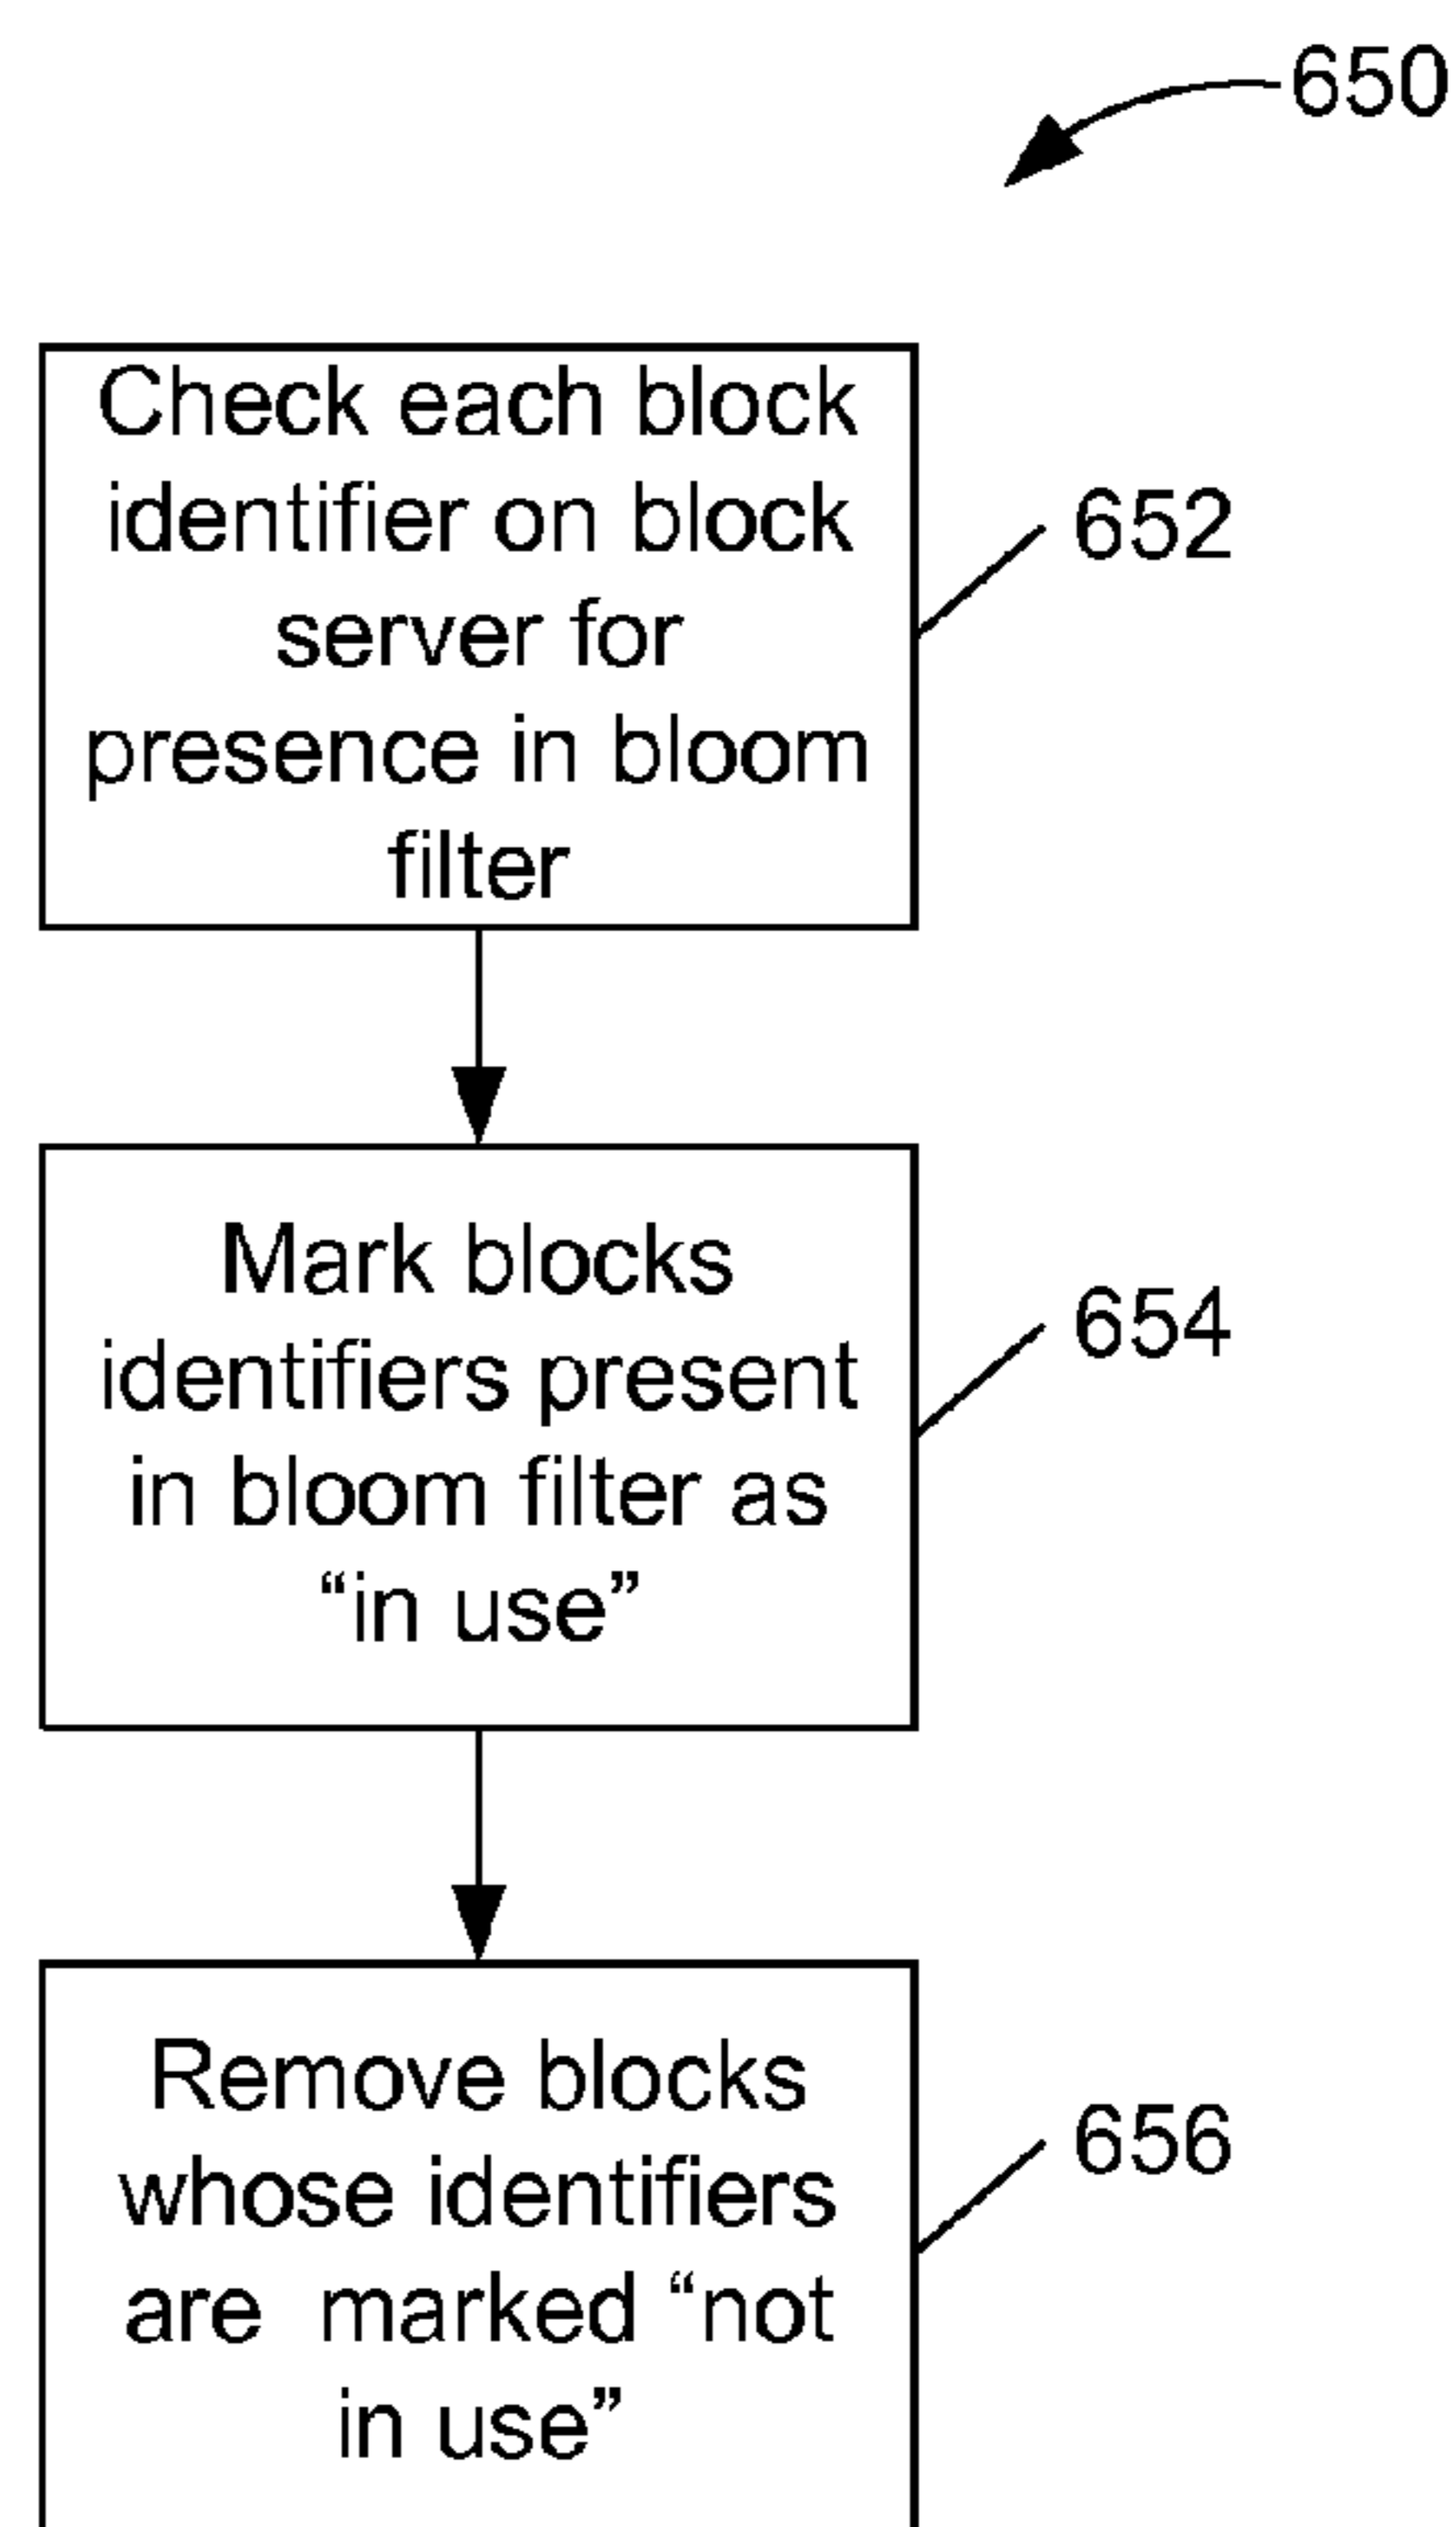 650
Check each block
identifier on block
server for
presence in bloom
filter
652
Mark blocks
identifiers present
in bloom filter as
“in use”
654
Remove blocks
whose identifiers
are marked “not
in use”
656